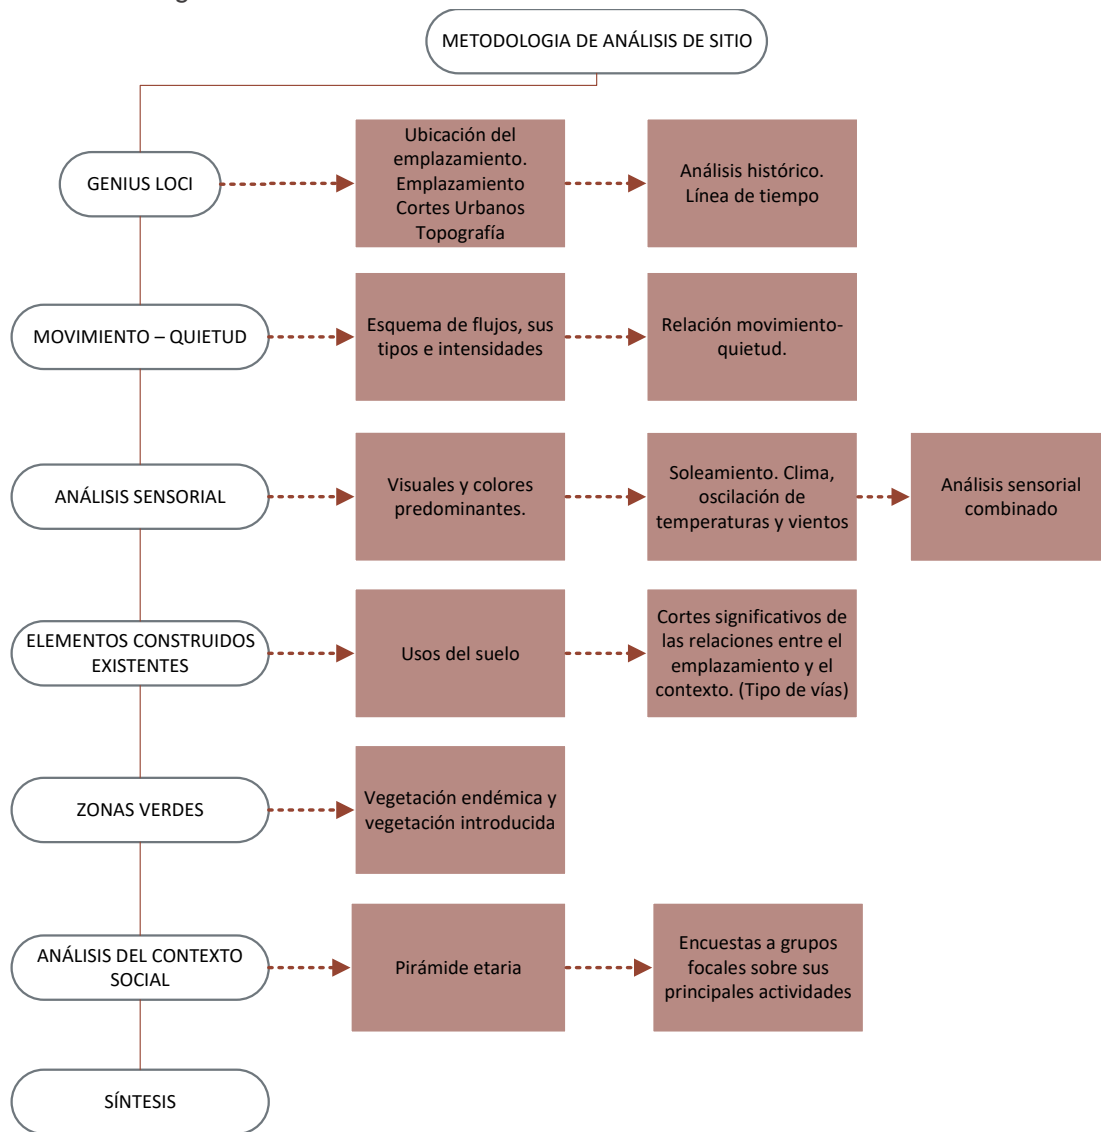 METODOLOGIA DE ANÁLISIS DE SITIO
GENIUS LOCI
Ubicación del
emplazamiento.
Emplazamiento
Cortes Urbanos
Topografía
Análisis histórico.
Línea de tiempo
MOVIMIENTO – QUIETUD
Esquema de flujos, sus
tipos e intensidades
Relación movimiento-
quietud.
ANÁLISIS SENSORIAL
Visuales y colores
predominantes.
Soleamiento. Clima,
oscilación de
temperaturas y vientos
Análisis sensorial
combinado
ELEMENTOS CONSTRUIDOS
EXISTENTES
Usos del suelo
Cortes significativos de
las relaciones entre el
emplazamiento y el
contexto. (Tipo de vías)
ZONAS VERDES
Vegetación endémica y
vegetación introducida
ANÁLISIS DEL CONTEXTO
SOCIAL
Pirámide etaria
Encuestas a grupos
focales sobre sus
principales actividades
SÍNTESIS